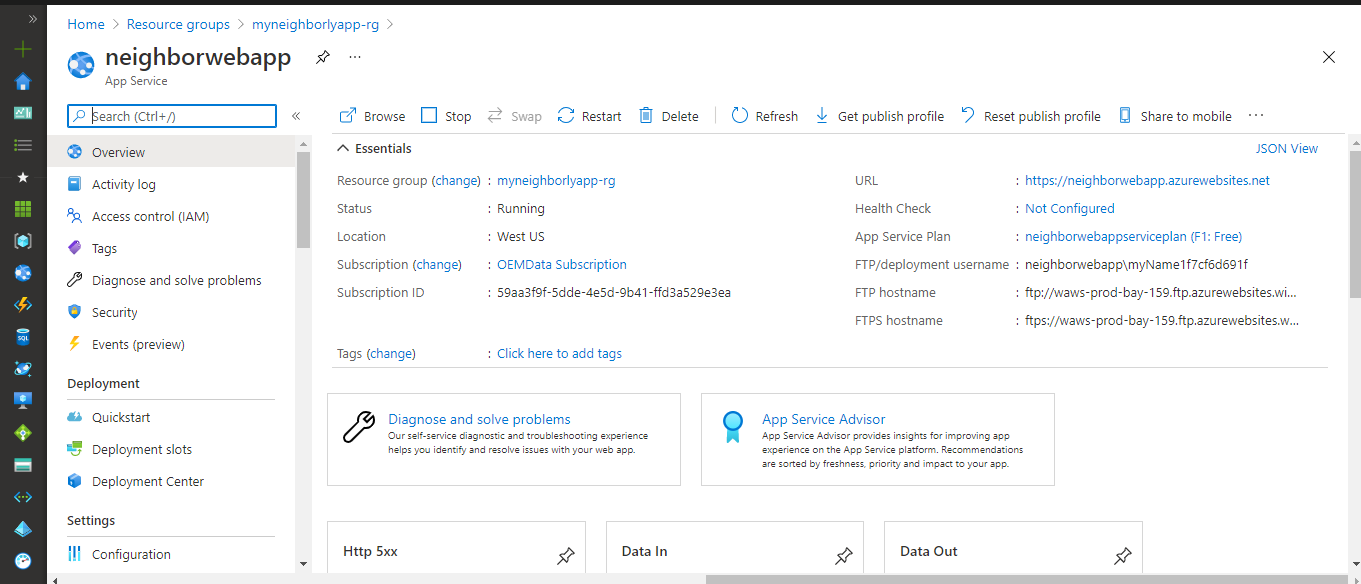 Home > Resource groups > myneighborlyapp-rg >
neighborwebapp
App Service
Search (Ctrl+/)
Browse Stop Swap Restart Delete Refresh Get publish profile Reset publish profile Share to mobile
Overview
Activity log
Access control (IAM)
Tags
Diagnose and solve problems
Security
Events (preview)
Deployment
Quickstart
Deployment slots
Deployment Center
Settings
Configuration
Essentials JSON View
Resource group (change) : myneighborlyapp-rg
Status : Running
Location : West US
Subscription (change) : OEMData Subscription
Subscription ID : 59aa3f9f-5dde-4e5d-9b41-ffd3a529e3ea
Tags (change) : Click here to add tags
URL : https://neighborwebapp.azurewebsites.net
Health Check : Not Configured
App Service Plan : neighborwebappserviceplan (F1: Free)
FTP/deployment username : neighborwebapp\myName1f7cf6d691f
FTP hostname : ftp://waws-prod-bay-159.ftp.azurewebsites.wi...
FTPS hostname : ftps://waws-prod-bay-159.ftp.azurewebsites.w...
Diagnose and solve problems
Our self-service diagnostic and troubleshooting experience
helps you identify and resolve issues with your web app.
App Service Advisor
App Service Advisor provides insights for improving app
experience on the App Service platform. Recommendations
are sorted by freshness, priority and impact to your app.
Http 5xx
Data In
Data Out
SQL